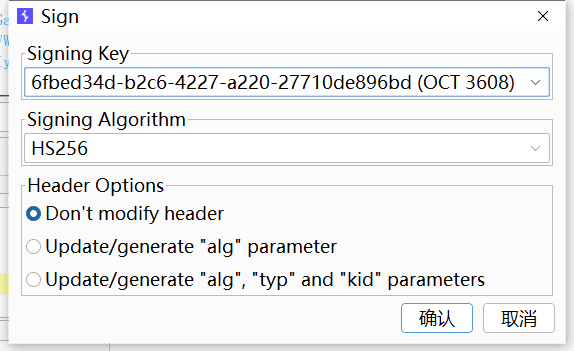 Sign
Signing Key
6fbed34d-b2c6-4227-a220-27710de896bd (OCT 3608)
Signing Algorithm
HS256
Header Options
Don't modify header
Update/generate "alg" parameter
Update/generate "alg", "typ" and "kid" parameters
确认
取消